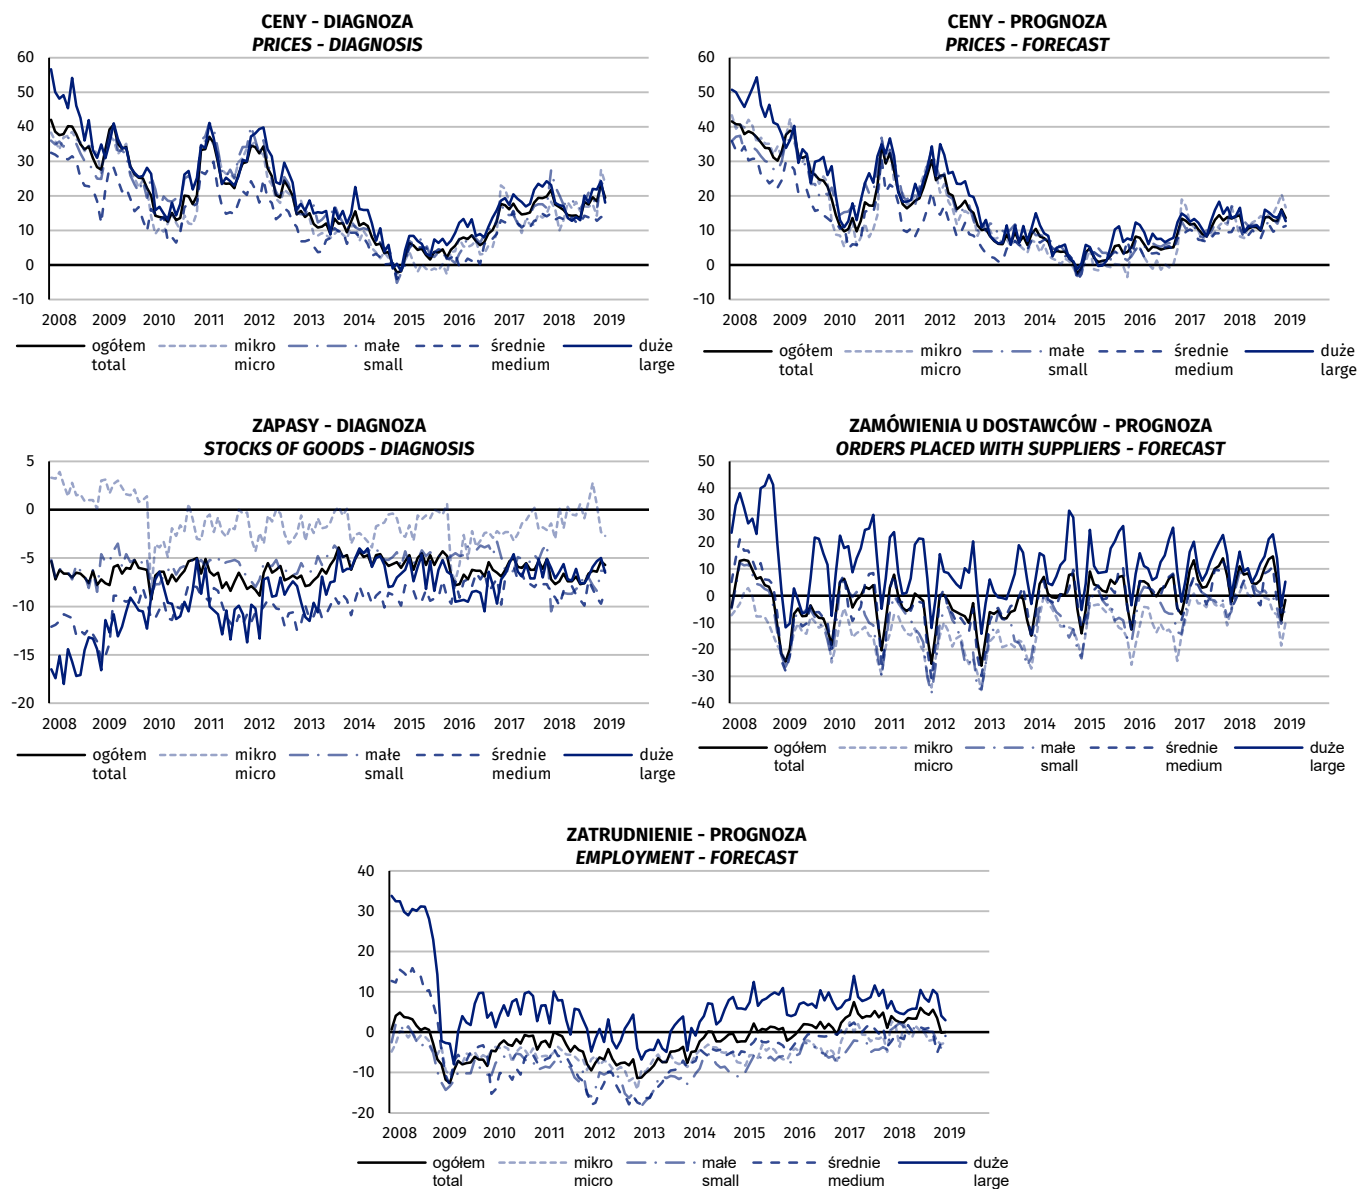 CENY - DIAGNOZA
PRICES - DIAGNOSIS
60
50
40
30
20
10
0
-10
2008 2009 2010 2011 2012 2013 2014 2015 2016 2017 2018 2019
ogółem mikro małe średnie duże
total micro small medium large
CENY - PROGNOZA
PRICES - FORECAST
60
50
40
30
20
10
0
-10
2008 2009 2010 2011 2012 2013 2014 2015 2016 2017 2018 2019
ogółem mikro małe średnie duże
total micro small medium large
ZAPASY - DIAGNOZA
STOCKS OF GOODS - DIAGNOSIS
5
0
-5
-10
-15
-20
2008 2009 2010 2011 2012 2013 2014 2015 2016 2017 2018 2019
ogółem mikro małe średnie duże
total micro small medium large
ZAMÓWIENIA U DOSTAWCÓW - PROGNOZA
ORDERS PLACED WITH SUPPLIERS - FORECAST
50
40
30
20
10
0
-10
-20
-30
-40
2008 2009 2010 2011 2012 2013 2014 2015 2016 2017 2018 2019
ogółem mikro małe średnie duże
total micro small medium large
ZATRUDNIENIE - PROGNOZA
EMPLOYMENT - FORECAST
40
30
20
10
0
-10
-20
2008 2009 2010 2011 2012 2013 2014 2015 2016 2017 2018 2019
ogółem mikro małe średnie duże
total micro small medium large